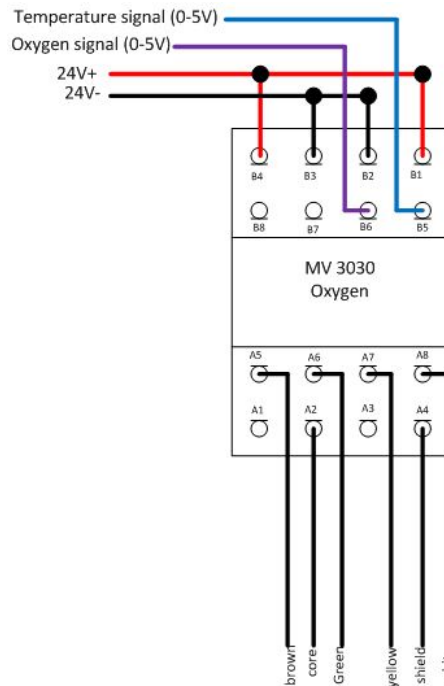 Temperature signal (0-5V)
Oxygen signal (0-5V)
24V+
24V-
B4 B3 B2 B1
B8 B7 B6 B5
MV 3030
Oxygen
A5 A6 A7 A8
A1 A2 A3 A4
brown
core
Green
yellow
shield